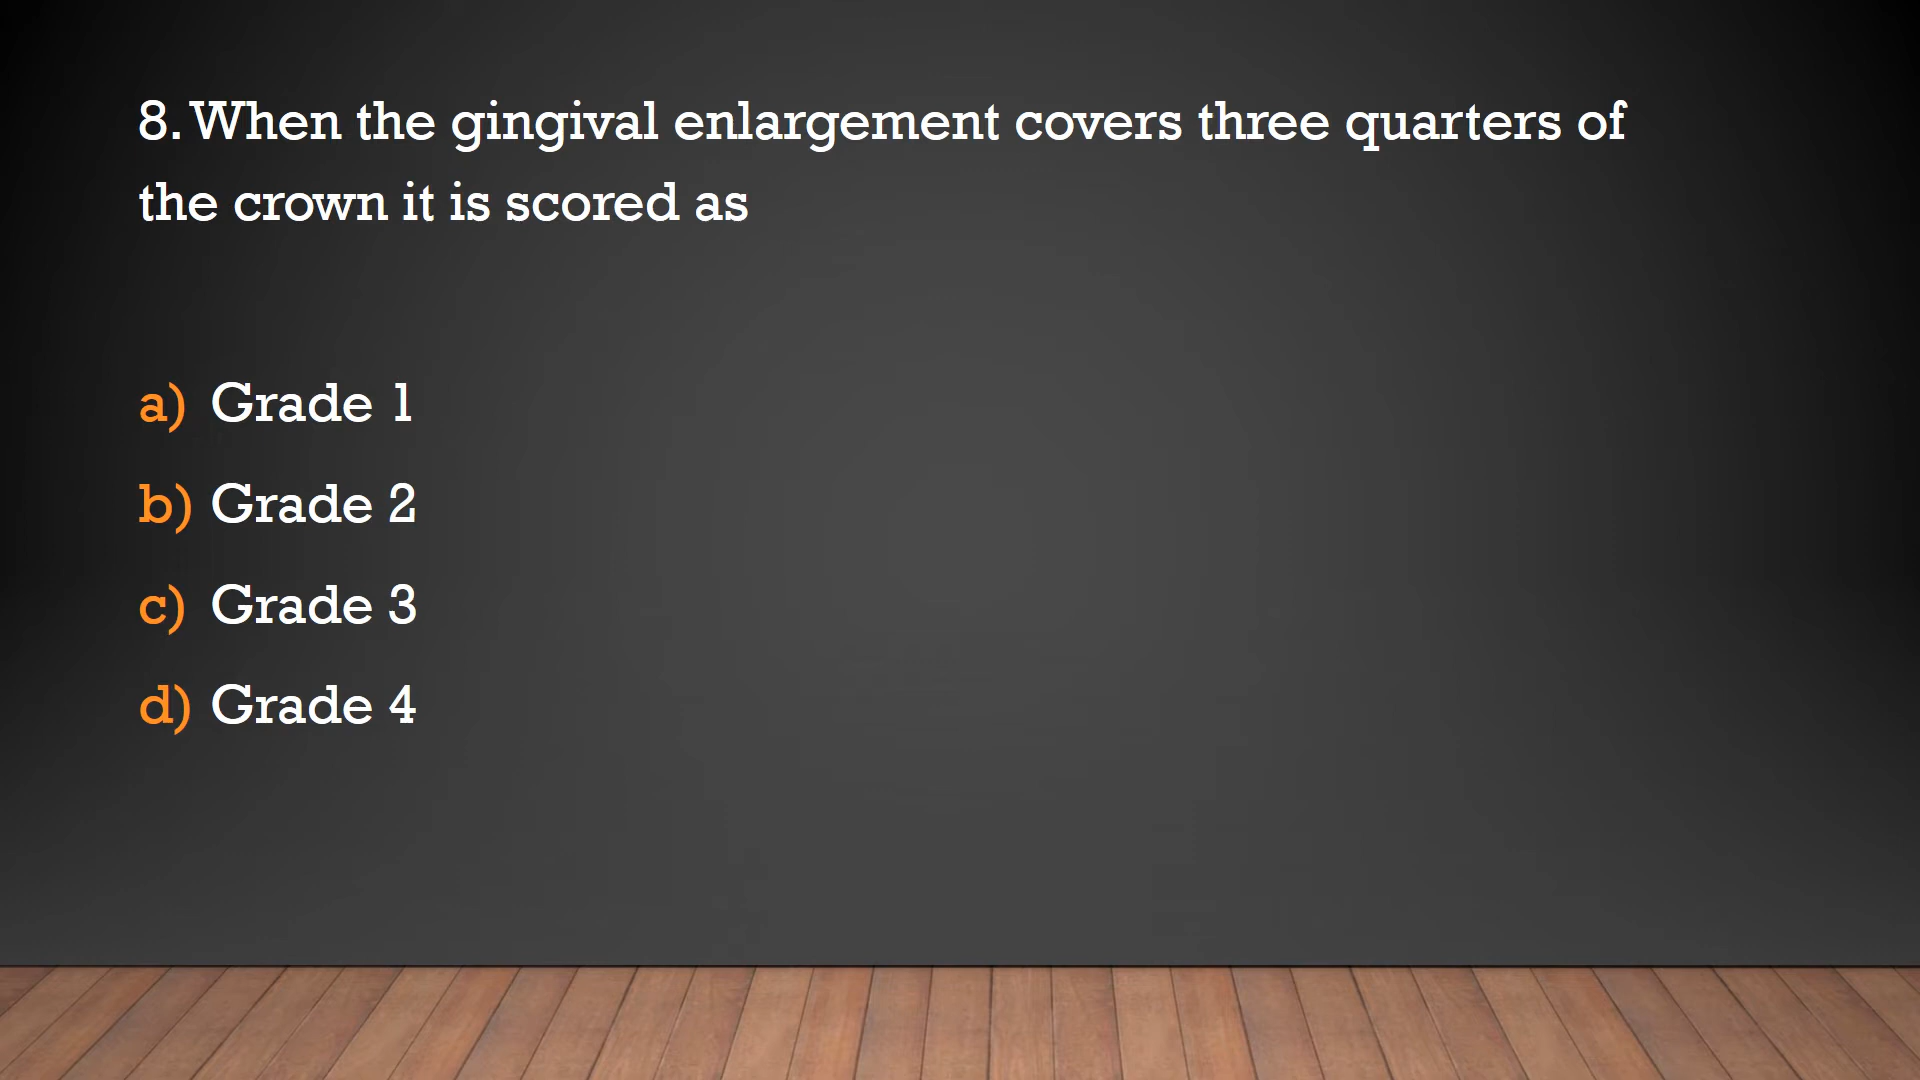 8. When the gingival enlargement covers three quarters of
the crown it is scored as
a) Grade 1
b) Grade 2
c) Grade 3
d) Grade 4